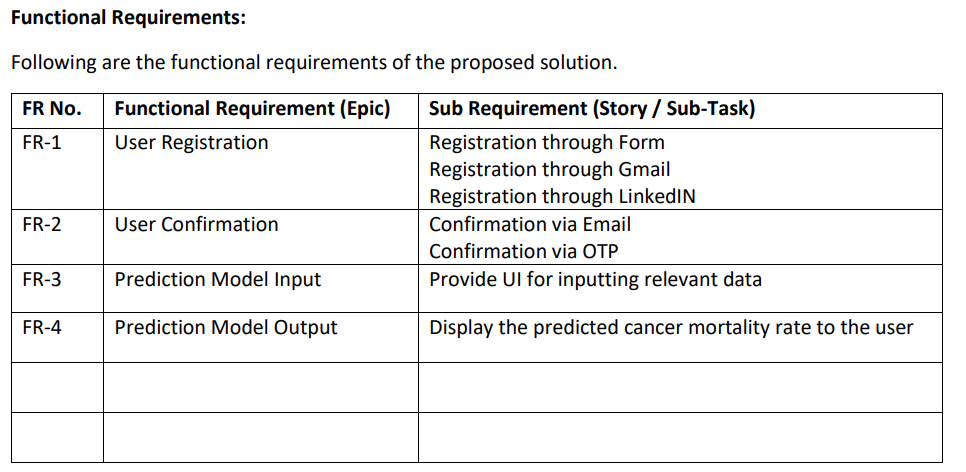 Functional Requirements:
Following are the functional requirements of the proposed solution.
FR No. Functional Requirement (Epic) Sub Requirement (Story / Sub-Task)
FR-1 User Registration Registration through Form
Registration through Gmail
Registration through LinkedIN
FR-2 User Confirmation Confirmation via Email
Confirmation via OTP
FR-3 Prediction Model Input Provide UI for inputting relevant data
FR-4 Prediction Model Output Display the predicted cancer mortality rate to the user